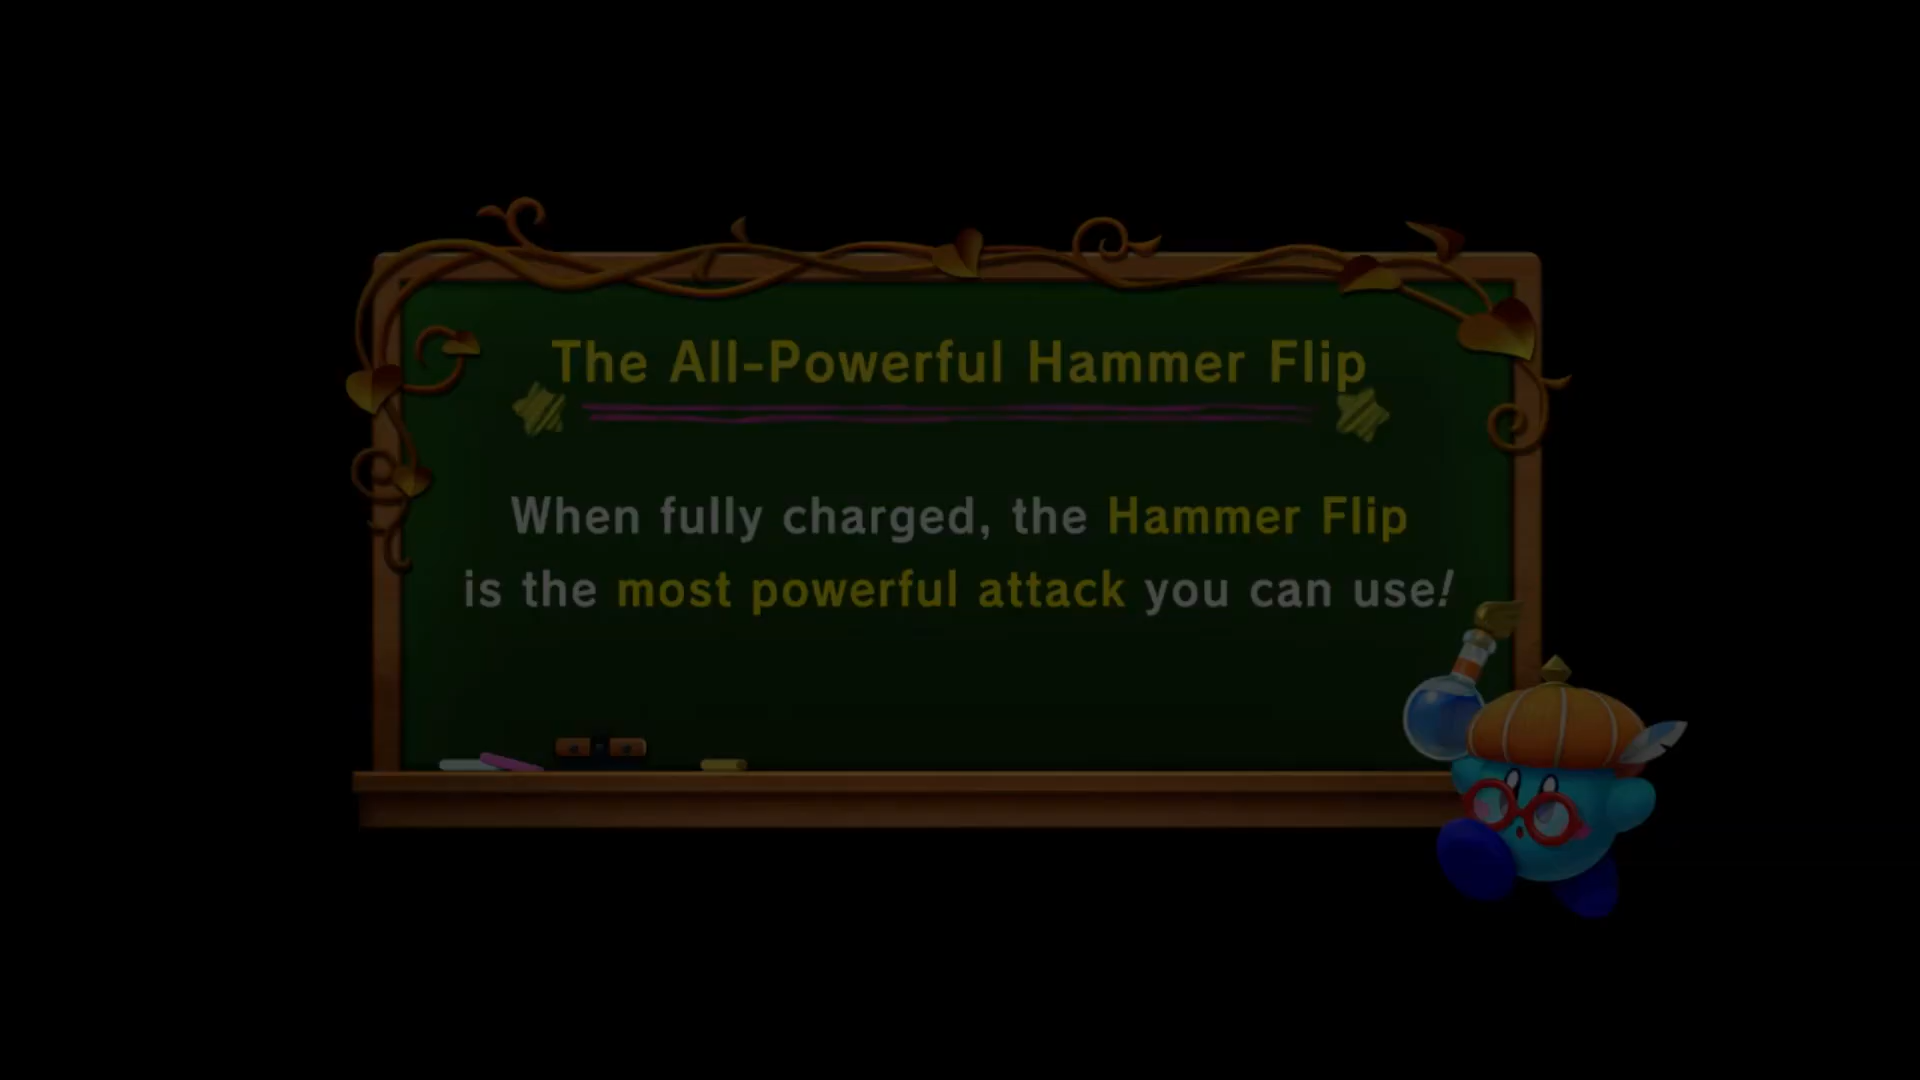 The All-Powerful Hammer Flip
When fully charged, the Hammer Flip
is the most powerful attack you can use!